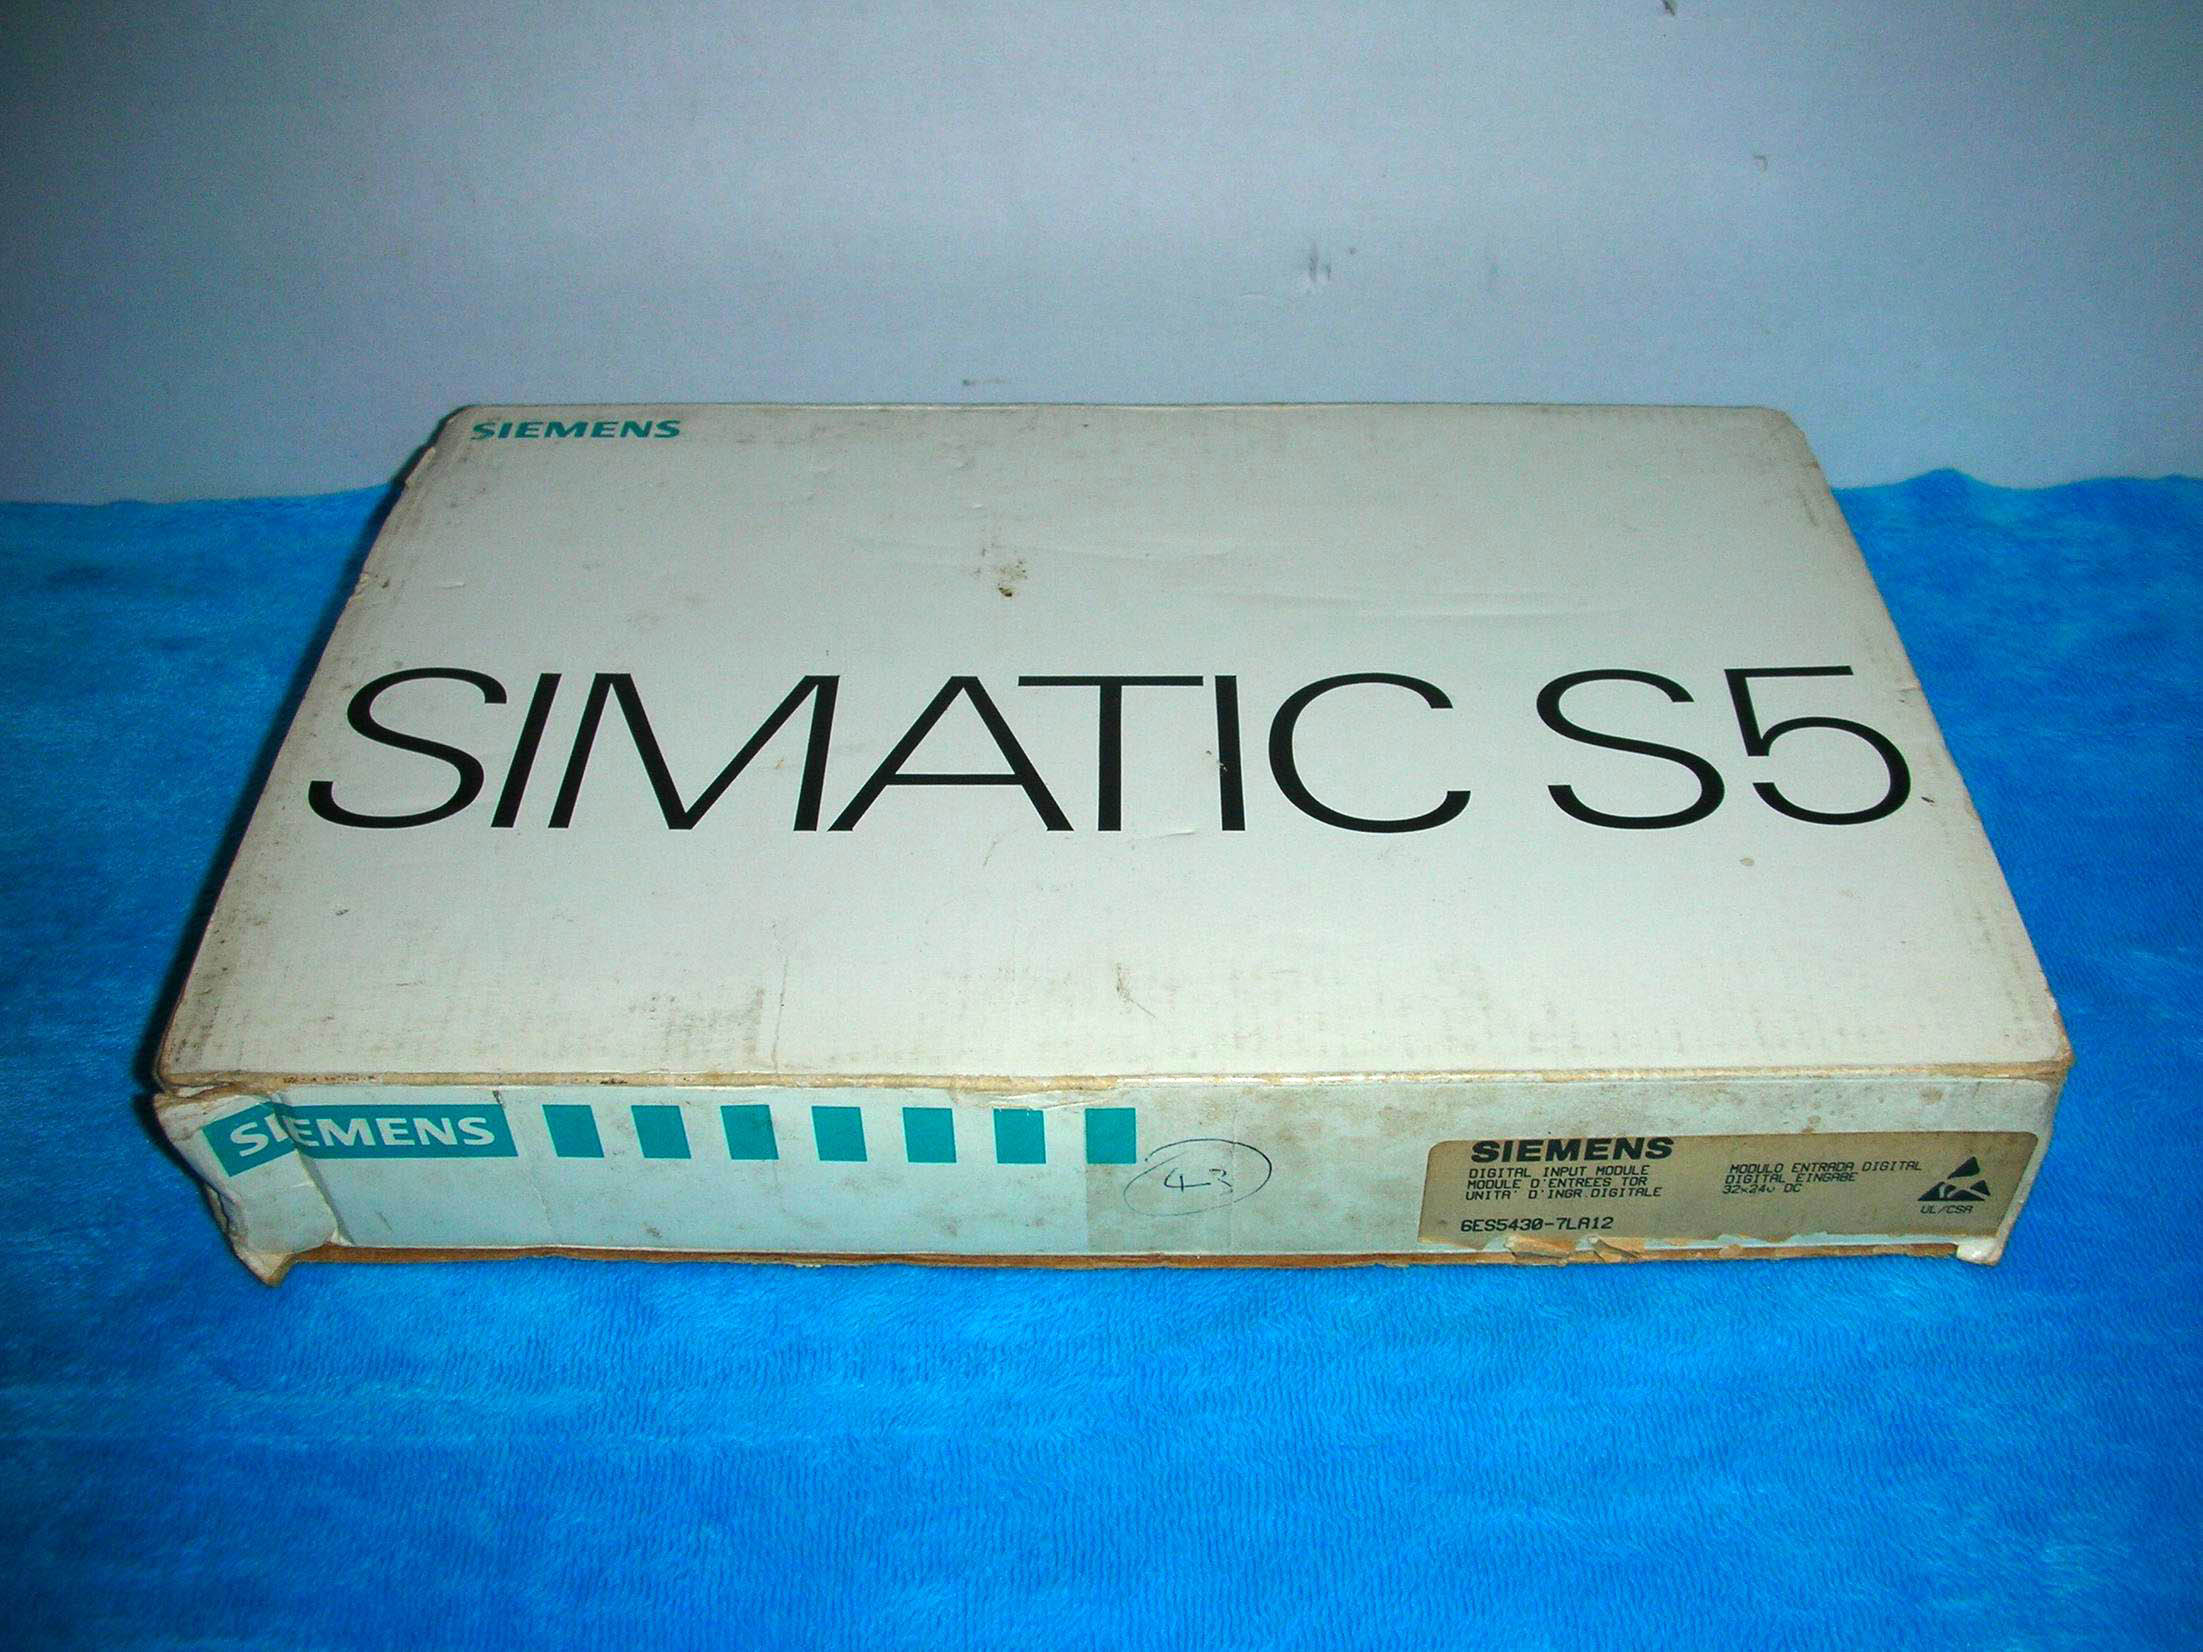 SIEMENS
SIMATIC S5
SIEMENS
43
SIEMENS
DIGITAL INPUT MODULE
MODULE D'ENTREES TOR
UNITA' D'INGR.DIGITALE
MODULO ENTRADA DIGITAL
DIGITAL EINGABE
32x24V DC
6ES5430-7LA12
UL/CSA